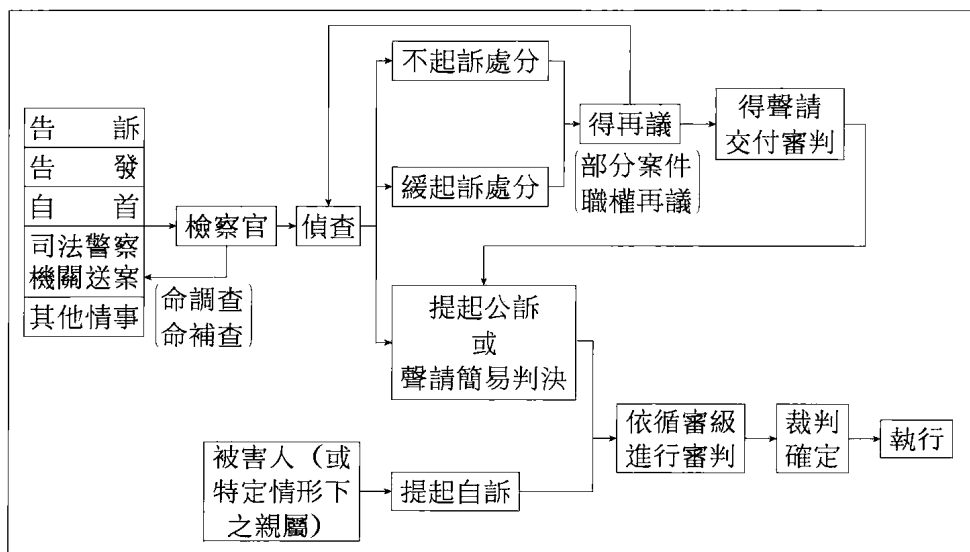 告訴
告發
自首
司法警察
機關送案
其他情事
檢察官
命調查
命補查
偵查
不起訴處分
緩起訴處分
得再議
部分案件
職權再議
得聲請
交付審判
提起公訴
或
聲請簡易判決
被害人（或
特定情形下
之親屬）
提起自訴
依循審級
進行審判
裁判
確定
執行